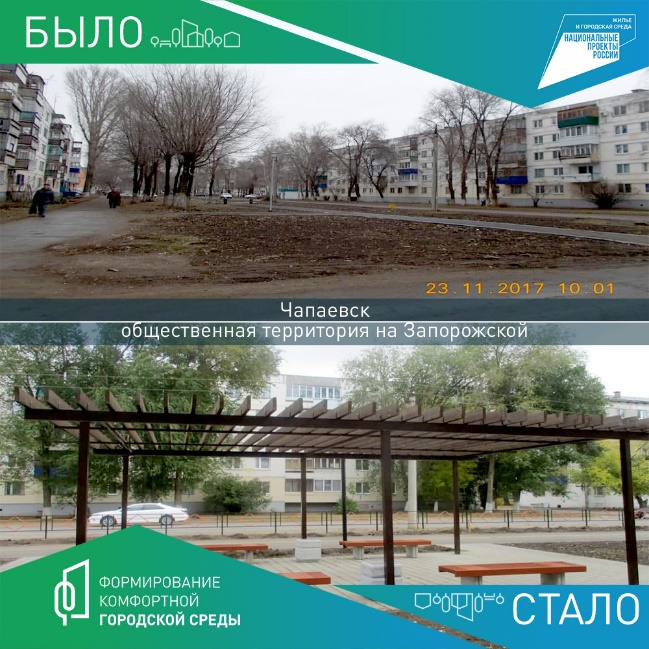 БЫЛО
ЖИЛЬЕ
И ГОРОДСКАЯ СРЕДА
НАЦИОНАЛЬНЫЕ
ПРОЕКТЫ
РОССИИ
23.11.2017 10:01
Чапаевск
общественная территория на Запорожской
ФОРМИРОВАНИЕ
КОМФОРТНОЙ
ГОРОДСКОЙ СРЕДЫ
СТАЛО